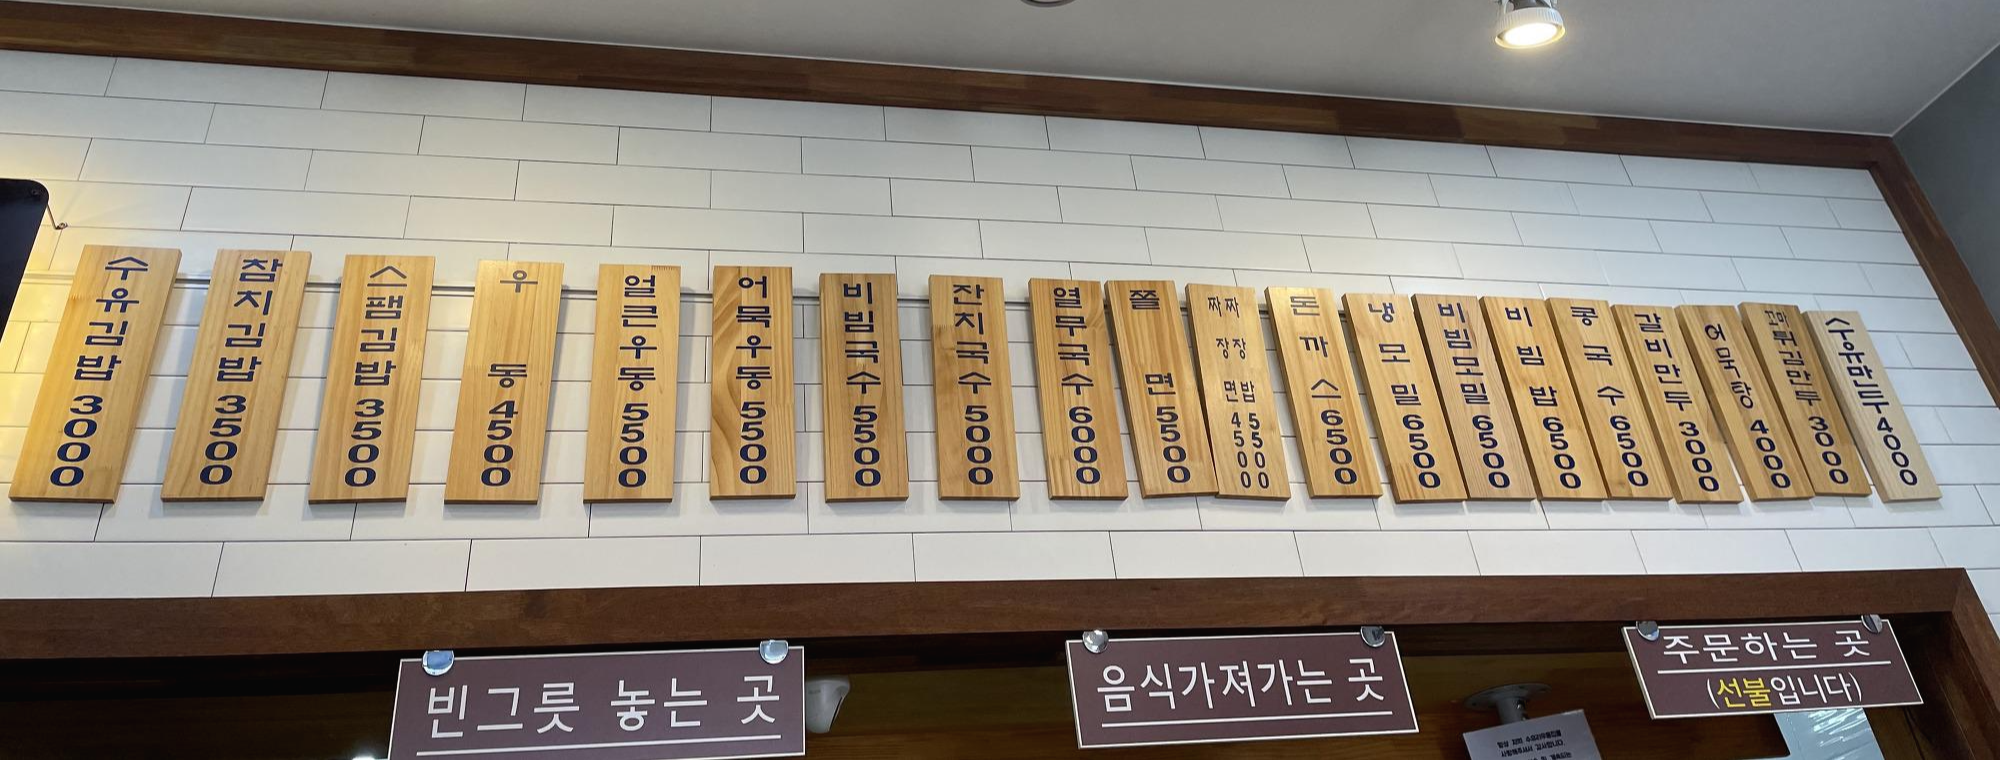 수유김밥 3000
참치김밥 3500
스팸김밥 3500
우동 4500
얼큰우동 5500
어묵우동 5500
비빔국수 5500
잔치국수 5000
열무국수 6000
쫄면 5500
짜장면 4500
짜장밥 5500
돈까스 6500
냉모밀 6500
비빔모밀 6500
비빔밥 6500
콩국수 6500
갈비만두 3000
어묵탕 4000
꼬마튀김만두 3000
수유만두 4000
빈그릇 놓는 곳
음식가져가는 곳
주문하는 곳
(선불입니다)